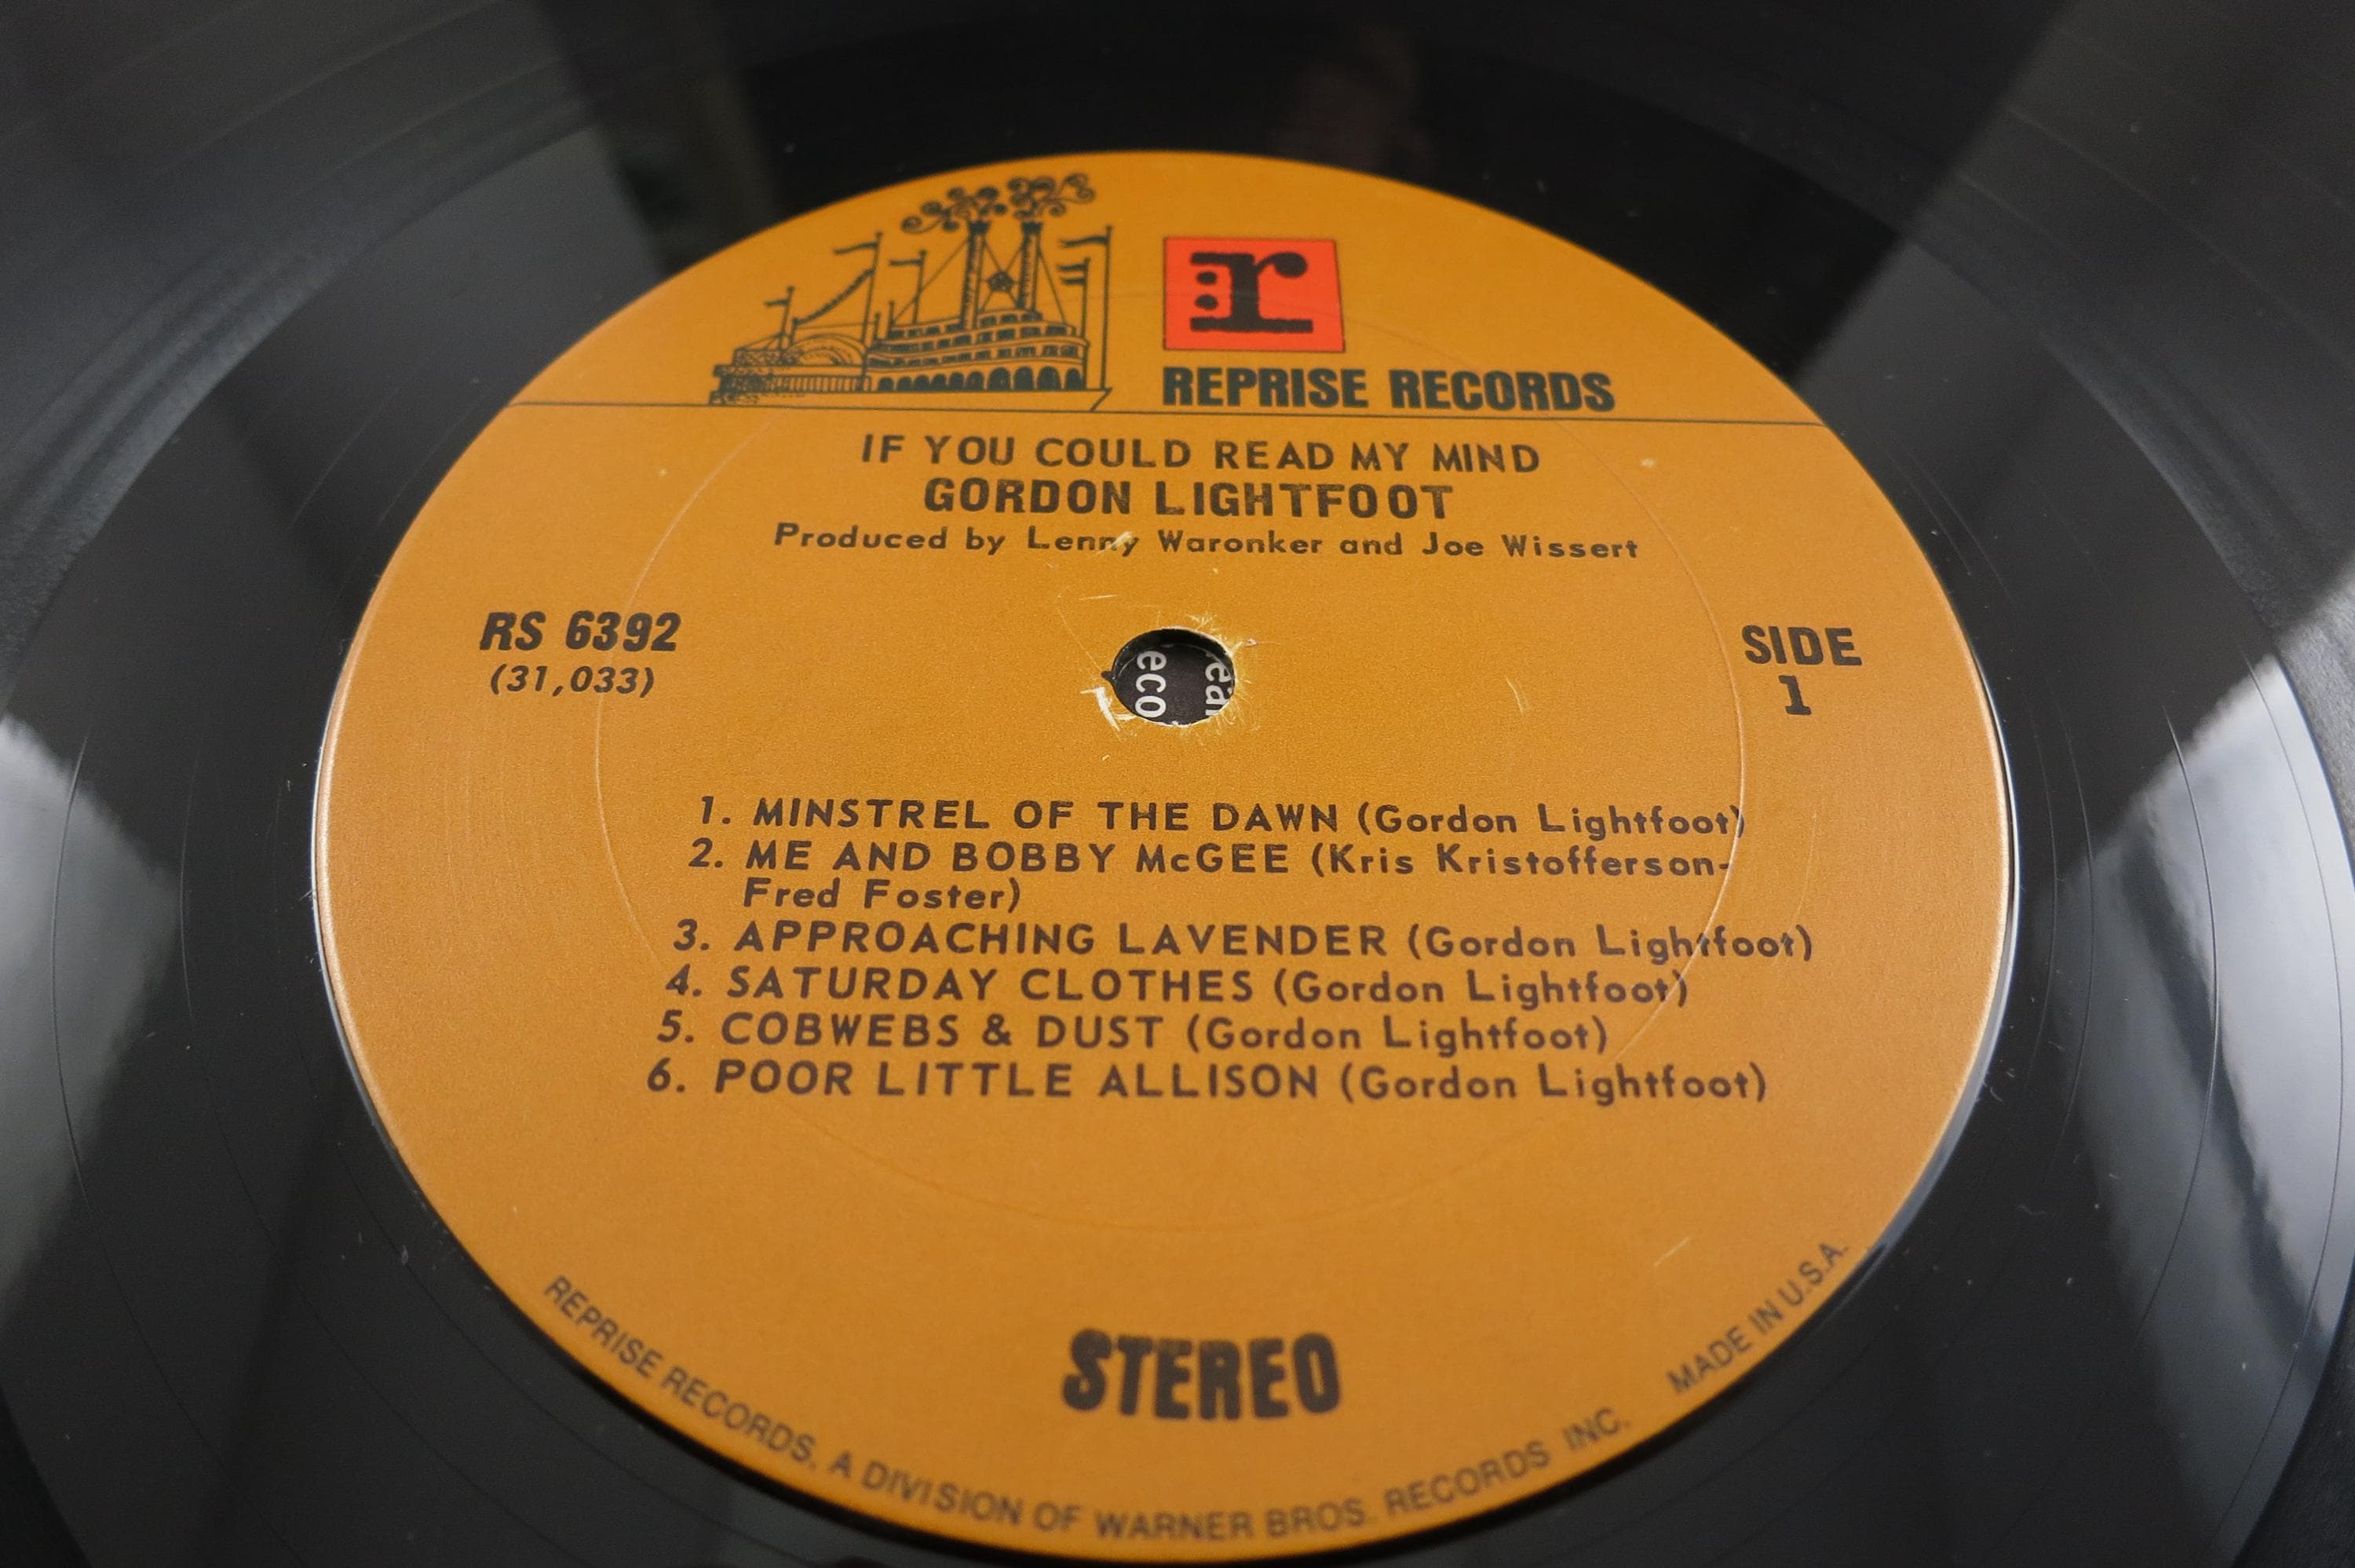 r
REPRISE RECORDS
IF YOU COULD READ MY MIND
GORDON LIGHTFOOT
Produced by Lenny Waronker and Joe Wissert
RS 6392
(31,033)
SIDE
1
eco
ear
1. MINSTREL OF THE DAWN (Gordon Lightfoot)
2. ME AND BOBBY McGEE (Kris Kristofferson-
Fred Foster)
3. APPROACHING LAVENDER (Gordon Lightfoot)
4. SATURDAY CLOTHES (Gordon Lightfoot)
5. COBWEBS & DUST (Gordon Lightfoot)
6. POOR LITTLE ALLISON (Gordon Lightfoot)
STEREO
REPRISE RECORDS, A DIVISION OF WARNER BROS. RECORDS INC. MADE IN U.S.A.